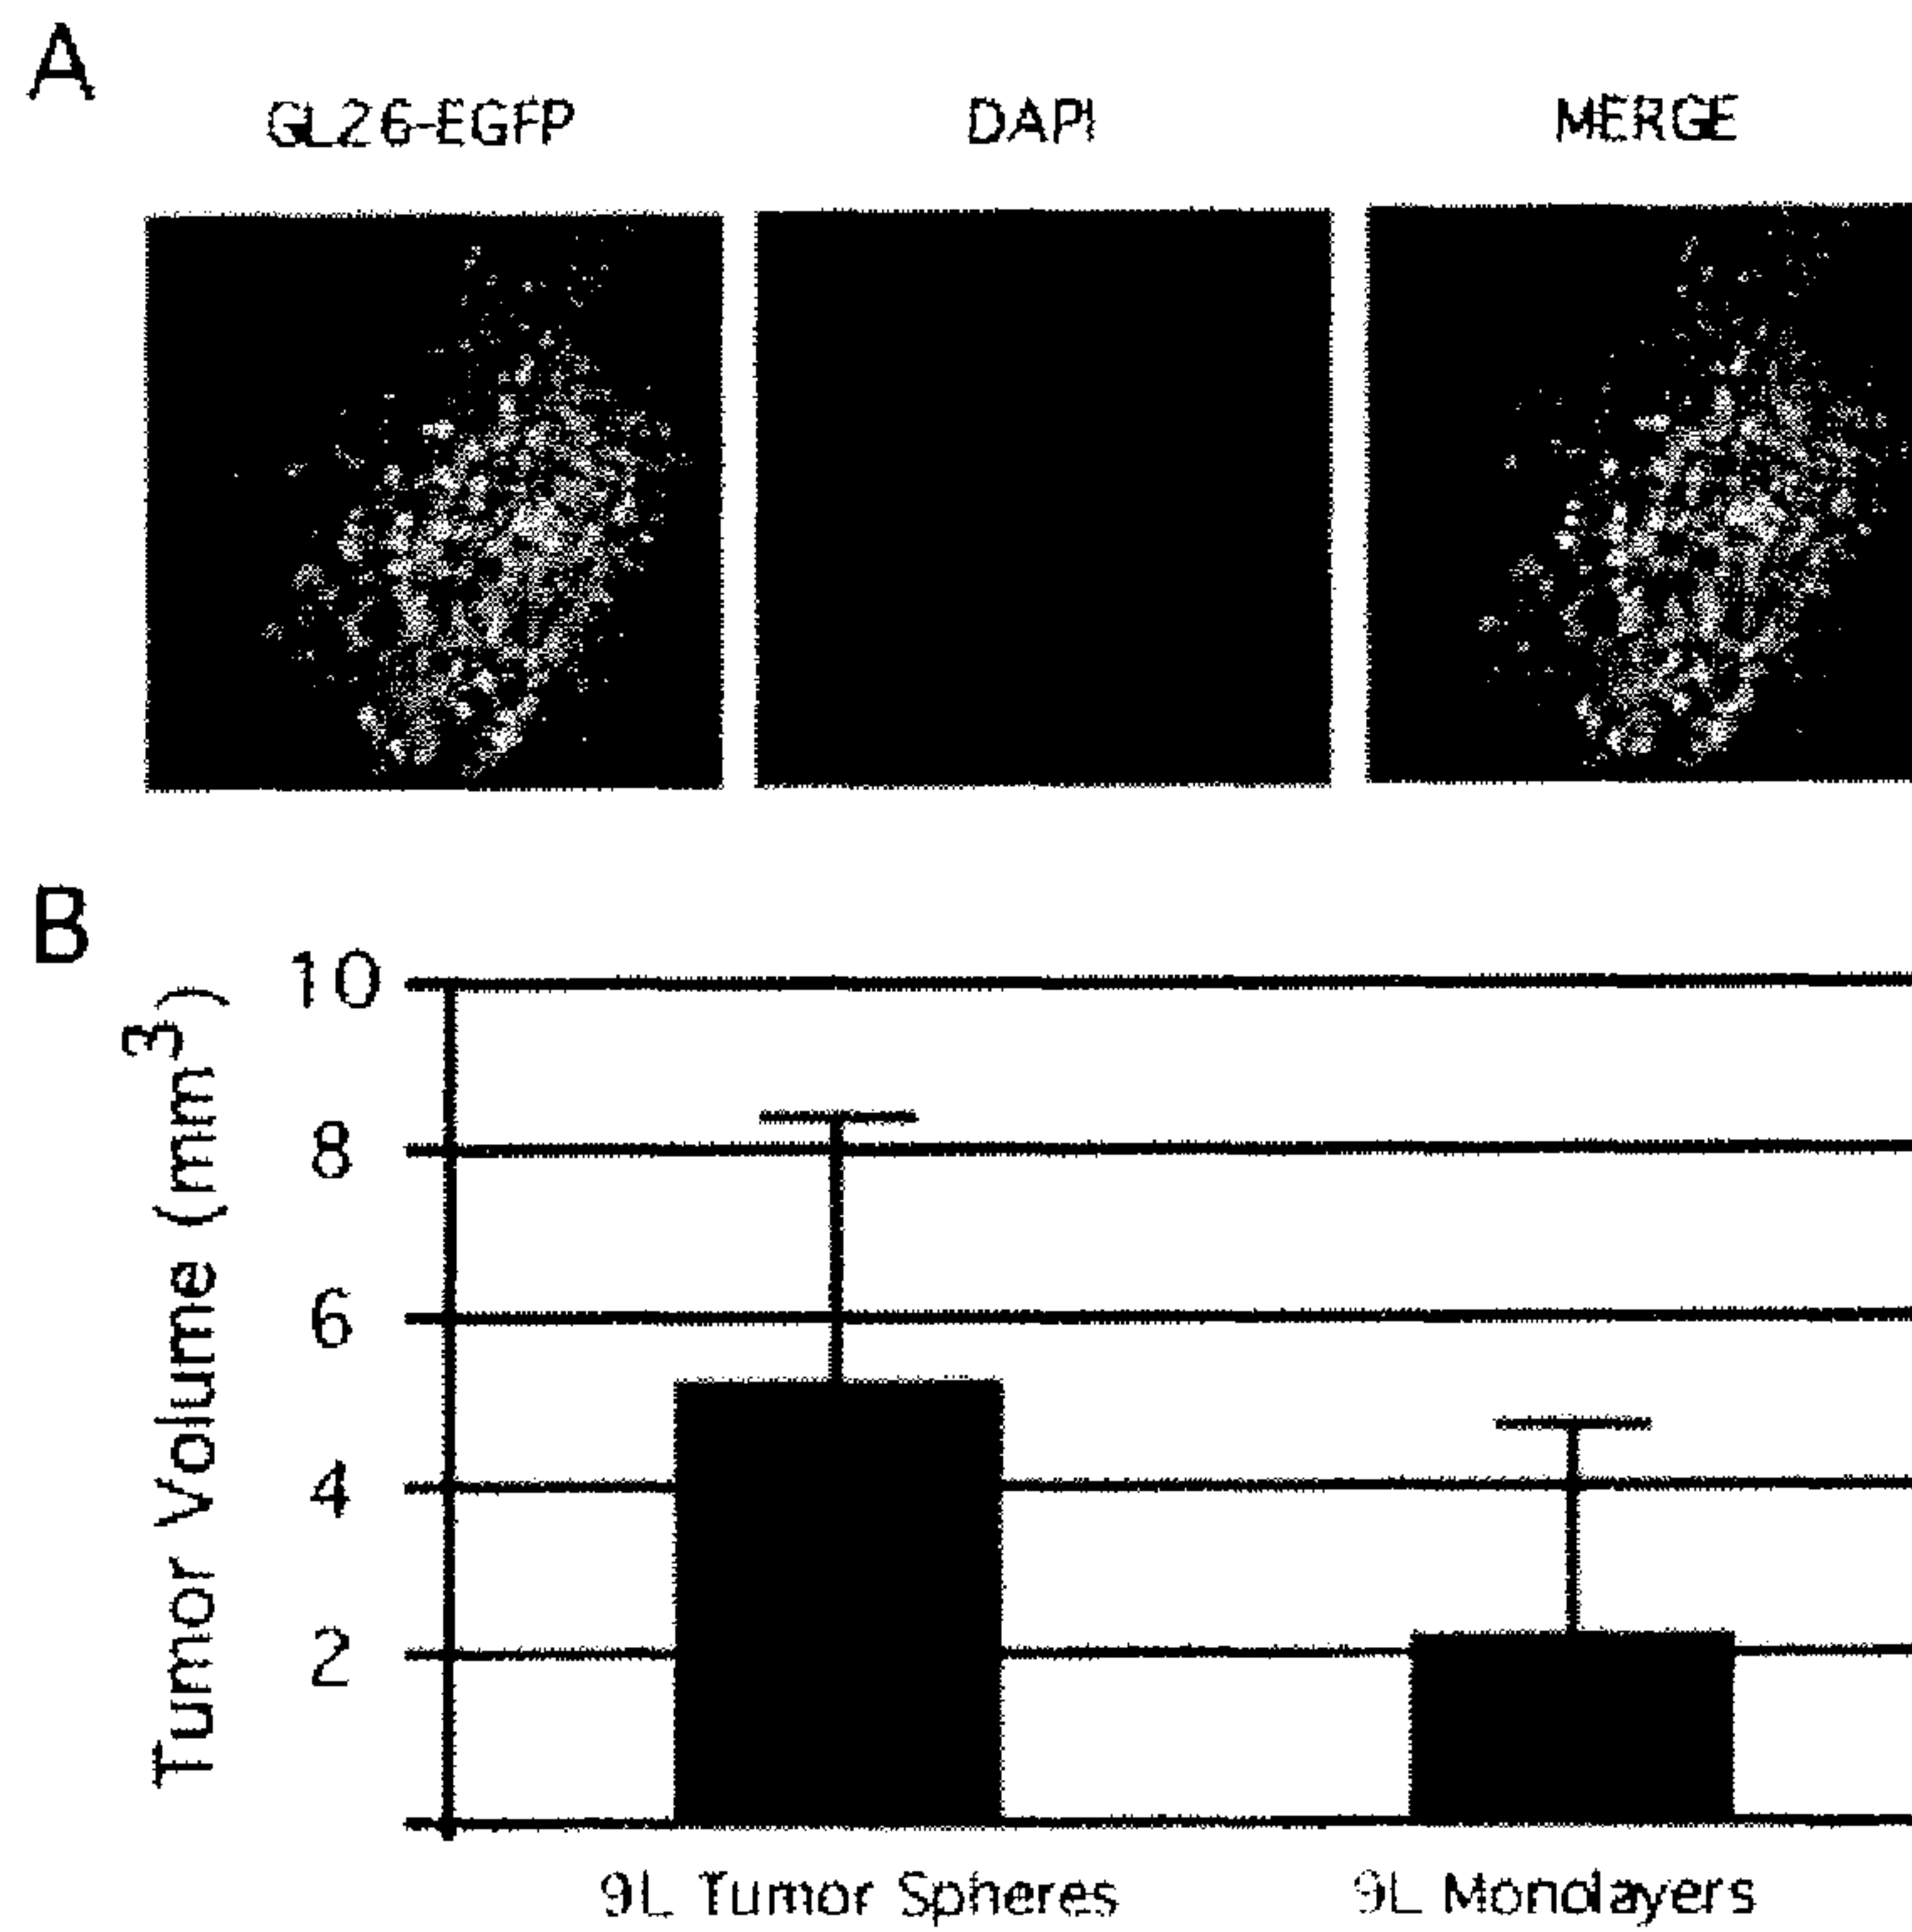 A
GL26-EGFP
DAPI
MERGE
B
Tumor Volume (mm3)
10
8
6
4
2
9L Tumor Spheres
9L Monolayers